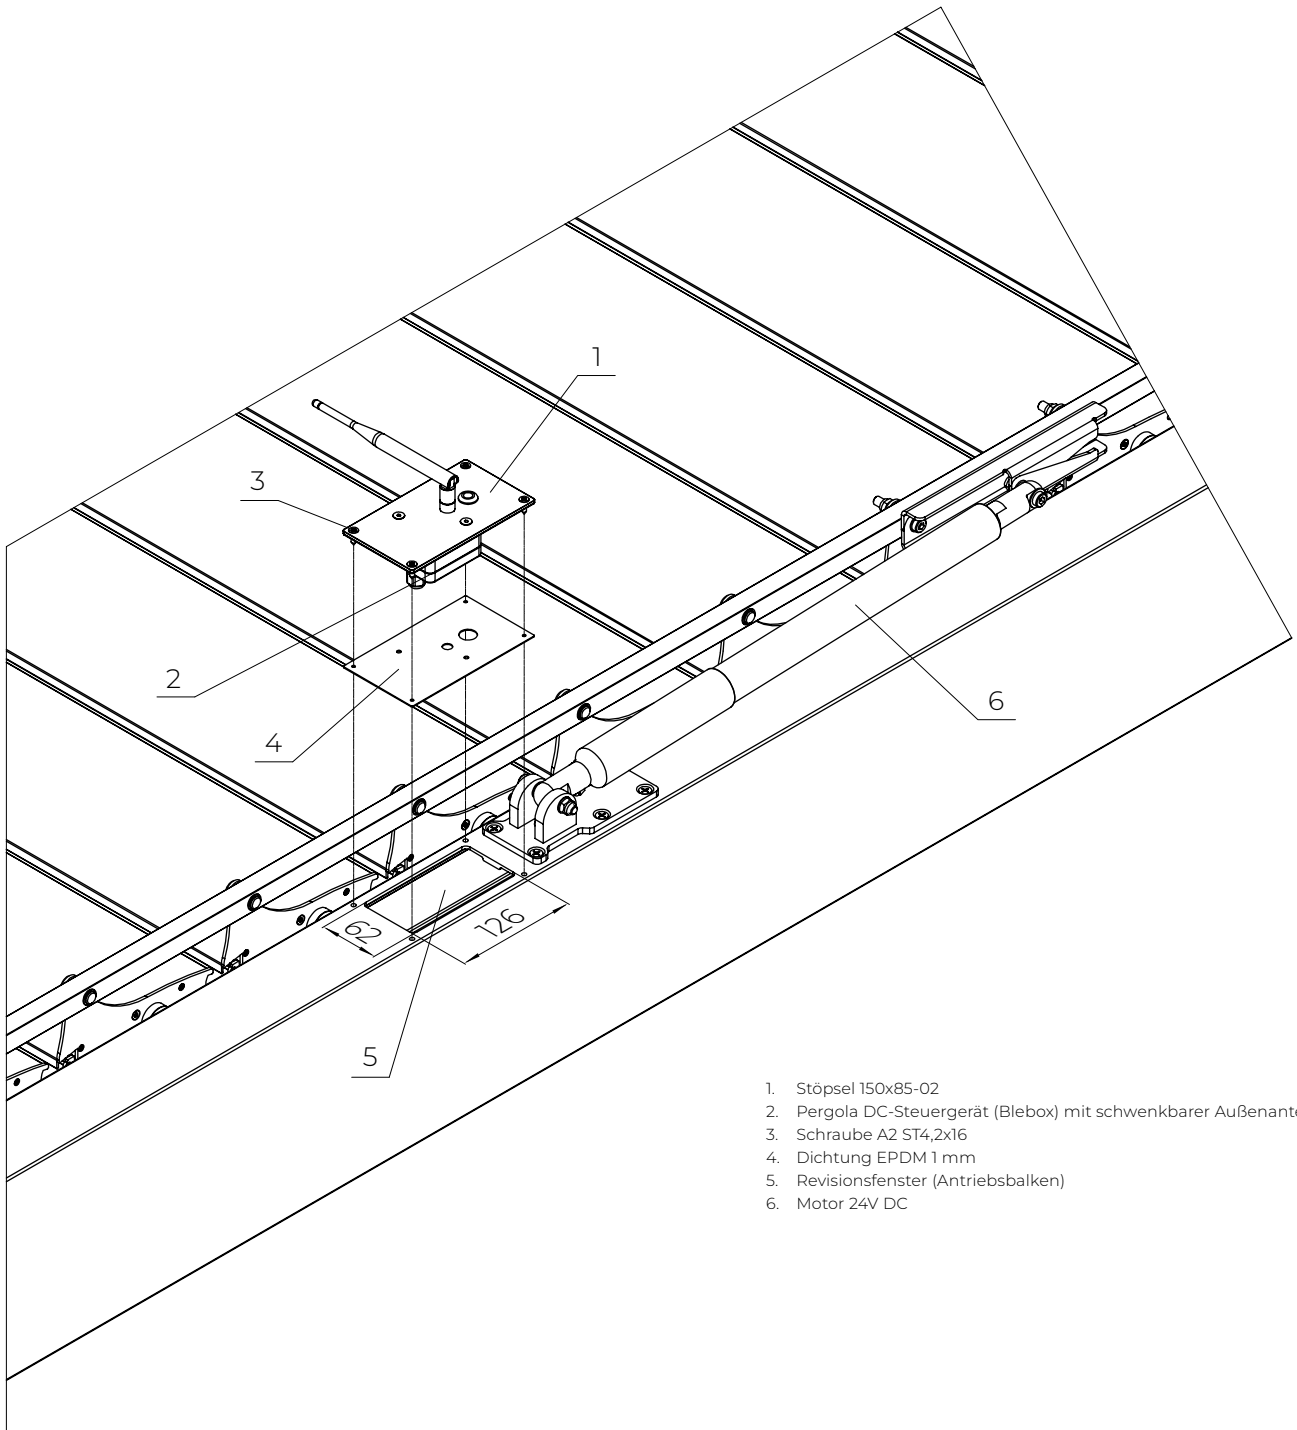 1
3
2
4
6
62
126
5
1. Stöpsel 150x85-02
2. Pergola DC-Steuergerät (Blebox) mit schwenkbarer Außenante
3. Schraube A2 ST4,2x16
4. Dichtung EPDM 1 mm
5. Revisionsfenster (Antriebsbalken)
6. Motor 24V DC